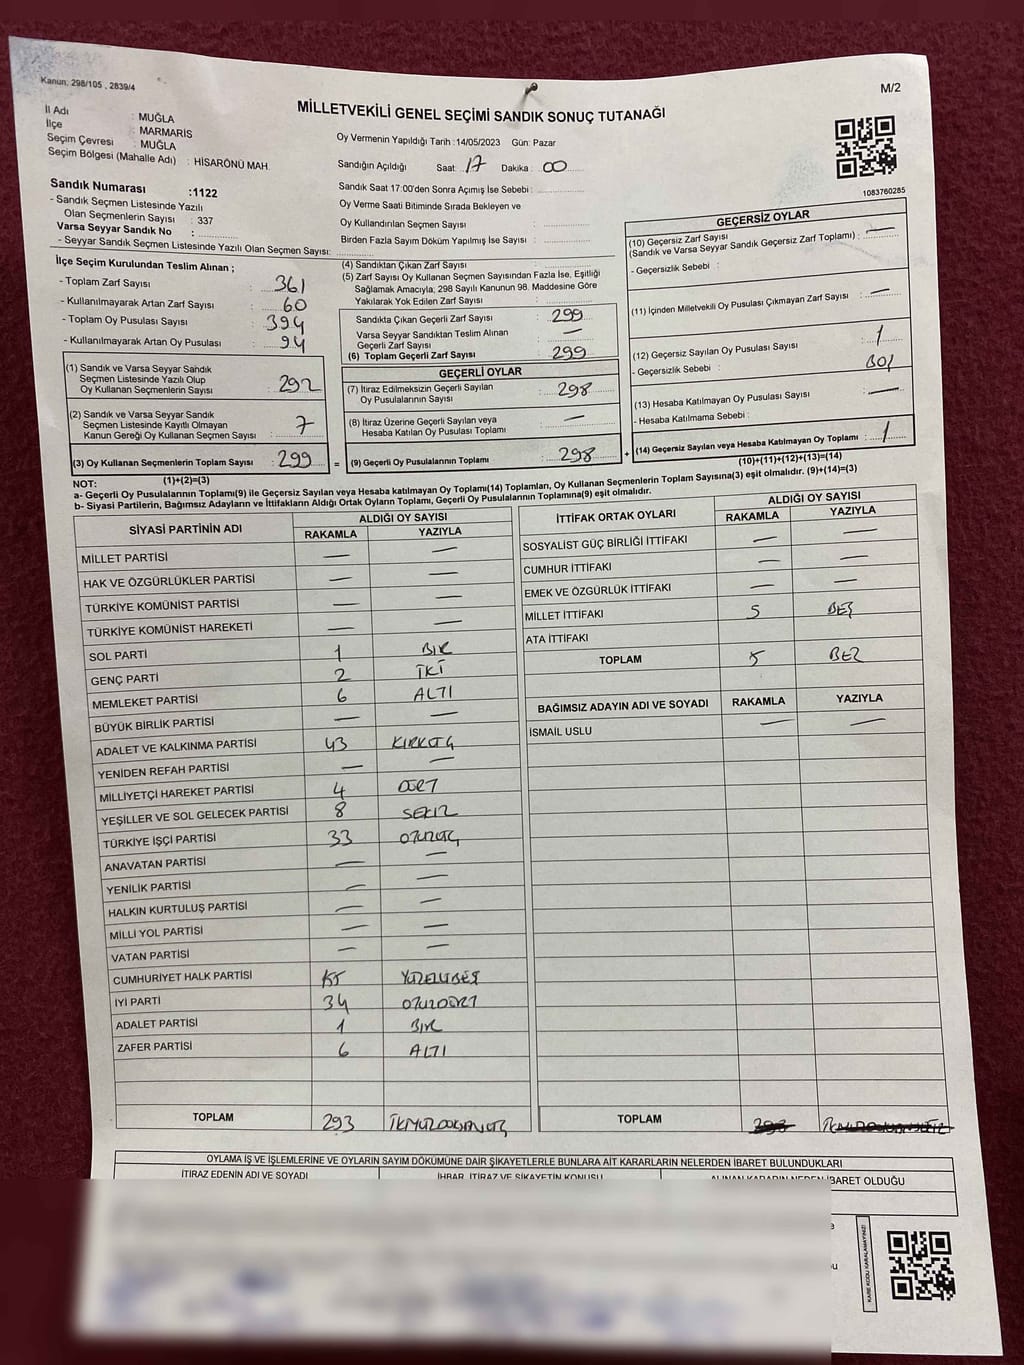 Kanun: 298/105 , 2839/4
M/2
MİLLETVEKİLİ GENEL SEÇİMİ SANDIK SONUÇ TUTANAĞI
İl Adı : MUĞLA
İlçe : MARMARİS
Seçim Çevresi : MUĞLA
Seçim Bölgesi (Mahalle Adı) : HİSARÖNÜ MAH.
Sandık Numarası :1122
- Sandık Seçmen Listesinde Yazılı
Olan Seçmenlerin Sayısı : 337
Varsa Seyyar Sandık No :
- Seyyar Sandık Seçmen Listesinde Yazılı Olan Seçmen Sayısı:
Oy Vermenin Yapıldığı Tarih :14/05/2023 Gün: Pazar
Sandığın Açıldığı Saat: 17 Dakika : 00
Sandık Saat 17:00'den Sonra Açımış İse Sebebi :
Oy Verme Saati Bitiminde Sırada Bekleyen ve
Oy Kullandırılan Seçmen Sayısı :
Birden Fazla Sayım Döküm Yapılmış İse Sayısı :
1083760285
İlçe Seçim Kurulundan Teslim Alınan ;
- Toplam Zarf Sayısı : 361
- Kullanılmayarak Artan Zarf Sayısı : 60
- Toplam Oy Pusulası Sayısı : 394
- Kullanılmayarak Artan Oy Pusulası : 94
(1) Sandık ve Varsa Seyyar Sandık
Seçmen Listesinde Yazılı Olup
Oy Kullanan Seçmenlerin Sayısı : 292
(2) Sandık ve Varsa Seyyar Sandık
Seçmen Listesinde Kayıtlı Olmayan
Kanun Gereği Oy Kullanan Seçmen Sayısı : 7
(3) Oy Kullanan Seçmenlerin Toplam Sayısı : 299
(1)+(2)=(3)
(4) Sandıktan Çıkan Zarf Sayısı :
(5) Zarf Sayısı Oy Kullanan Seçmen Sayısından Fazla İse, Eşitliği
Sağlamak Amacıyla, 298 Sayılı Kanunun 98. Maddesine Göre
Yakılarak Yok Edilen Zarf Sayısı :
Sandıkta Çıkan Geçerli Zarf Sayısı : 299
Varsa Seyyar Sandıktan Teslim Alınan
Geçerli Zarf Sayısı : —
(6) Toplam Geçerli Zarf Sayısı : 299
GEÇERLİ OYLAR
(7) İtiraz Edilmeksizin Geçerli Sayılan
Oy Pusulalarının Sayısı : 298
(8) İtiraz Üzerine Geçerli Sayılan veya
Hesaba Katılan Oy Pusulası Toplamı : —
= (9) Geçerli Oy Pusulalarının Toplamı : 298
GEÇERSİZ OYLAR
(10) Geçersiz Zarf Sayısı
(Sandık ve Varsa Seyyar Sandık Geçersiz Zarf Toplamı) : —
- Geçersizlik Sebebi :
(11) İçinden Milletvekili Oy Pusulası Çıkmayan Zarf Sayısı : —
(12) Geçersiz Sayılan Oy Pusulası Sayısı : 1
- Geçersizlik Sebebi :
(13) Hesaba Katılmayan Oy Pusulası Sayısı : —
- Hesaba Katılmama Sebebi :
+ (14) Geçersiz Sayılan veya Hesaba Katılmayan Oy Toplamı : 1
(10)+(11)+(12)+(13)=(14)
NOT:
a- Geçerli Oy Pusulalarının Toplamı(9) ile Geçersiz Sayılan veya Hesaba katılmayan Oy Toplamı(14) Toplamları, Oy Kullanan Seçmenlerin Toplam Sayısına(3) eşit olmalıdır. (9)+(14)=(3)
b- Siyasi Partilerin, Bağımsız Adayların ve İttifakların Aldığı Ortak Oyların Toplamı, Geçerli Oy Pusulalarının Toplamına(9) eşit olmalıdır.
SİYASİ PARTİNİN ADI ALDIĞI OY SAYISI
RAKAMLA YAZIYLA
MİLLET PARTİSİ — —
HAK VE ÖZGÜRLÜKLER PARTİSİ — —
TÜRKİYE KOMÜNİST PARTİSİ — —
TÜRKİYE KOMÜNİST HAREKETİ — —
SOL PARTİ 1 BİR
GENÇ PARTİ 2 İKİ
MEMLEKET PARTİSİ 6 ALTI
BÜYÜK BİRLİK PARTİSİ — —
ADALET VE KALKINMA PARTİSİ 43 KIRKÜÇ
YENİDEN REFAH PARTİSİ — —
MİLLİYETÇİ HAREKET PARTİSİ 4 DÖRT
YEŞİLLER VE SOL GELECEK PARTİSİ 8 SEKİZ
TÜRKİYE İŞÇİ PARTİSİ 33 OTUZÜÇ
ANAVATAN PARTİSİ — —
YENİLİK PARTİSİ — —
HALKIN KURTULUŞ PARTİSİ — —
MİLLİ YOL PARTİSİ — —
VATAN PARTİSİ — —
CUMHURİYET HALK PARTİSİ 155 YÜZELLİBEŞ
İYİ PARTİ 34 OTUZDÖRT
ADALET PARTİSİ 1 BİR
ZAFER PARTİSİ 6 ALTI
TOPLAM 293 İKİYÜZDOKSANÜÇ
İTTİFAK ORTAK OYLARI ALDIĞI OY SAYISI
RAKAMLA YAZIYLA
SOSYALİST GÜÇ BİRLİĞİ İTTİFAKI — —
CUMHUR İTTİFAKI — —
EMEK VE ÖZGÜRLÜK İTTİFAKI — —
MİLLET İTTİFAKI 5 BEŞ
ATA İTTİFAKI
TOPLAM 5 BEŞ
BAĞIMSIZ ADAYIN ADI VE SOYADI RAKAMLA YAZIYLA
İSMAİL USLU — —
TOPLAM
OYLAMA İŞ VE İŞLEMLERİNE VE OYLARIN SAYIM DÖKÜMÜNE DAİR ŞİKAYETLERLE BUNLARA AİT KARARLARIN NELERDEN İBARET BULUNDUKLARI
İTİRAZ EDENİN ADI VE SOYADI İHBAR, İTİRAZ VE ŞİKAYETİN KONUSU ALINAN KARARIN NEDEN İBARET OLDUĞU
KARE KODU KARALAMAYINIZ!